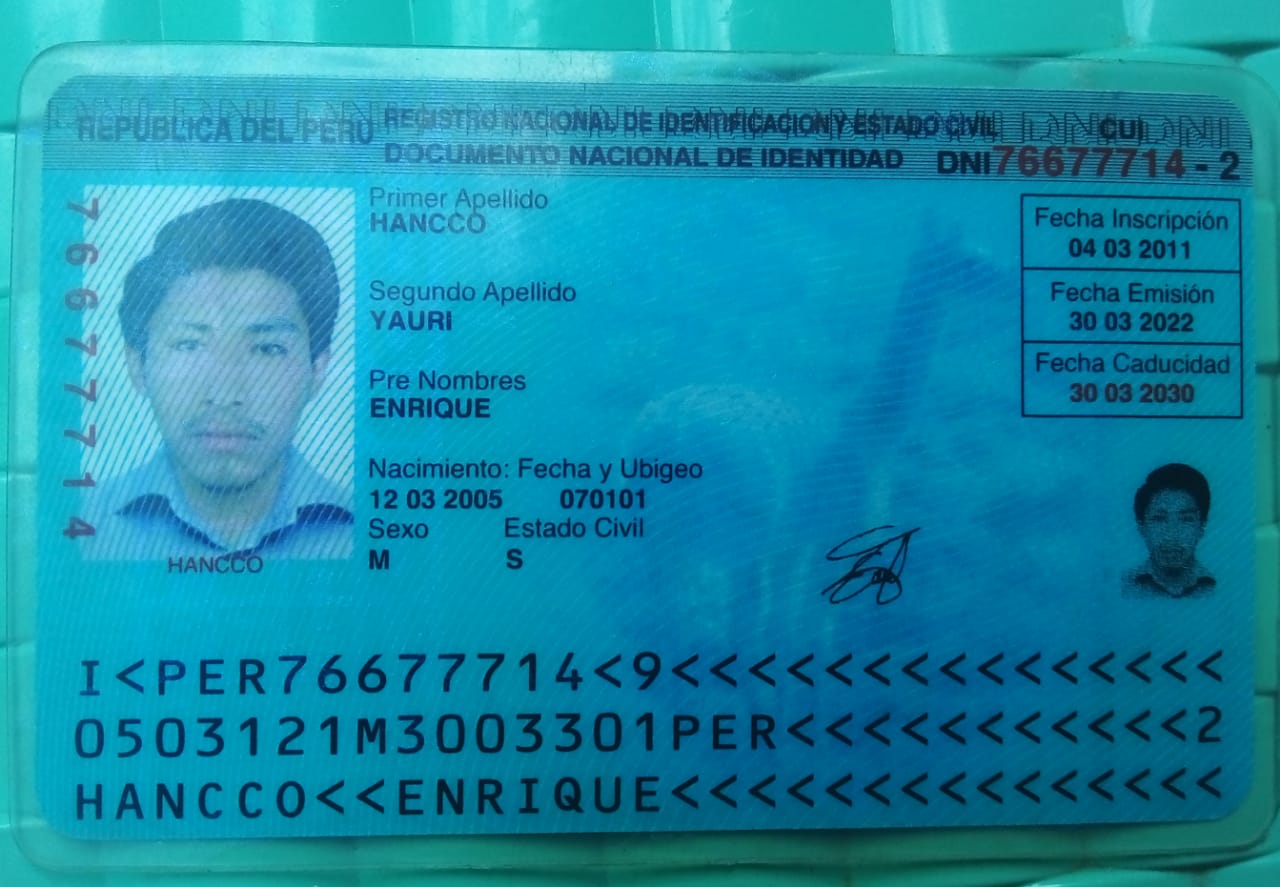 REPUBLICA DEL PERÚ
REGISTRO NACIONAL DE IDENTIFICACION Y ESTADO CIVIL
CUI
DOCUMENTO NACIONAL DE IDENTIDAD
DNI 76677714 - 2
76677714
Primer Apellido
HANCCO
Segundo Apellido
YAURI
Pre Nombres
ENRIQUE
Nacimiento: Fecha y Ubigeo
12 03 2005 070101
Sexo Estado Civil
M S
HANCCO
Fecha Inscripción
04 03 2011
Fecha Emisión
30 03 2022
Fecha Caducidad
30 03 2030
I<PER76677714<9<<<<<<<<<<<<<<<
0503121M3003301PER<<<<<<<<<<<2
HANCCO<<ENRIQUE<<<<<<<<<<<<<<<